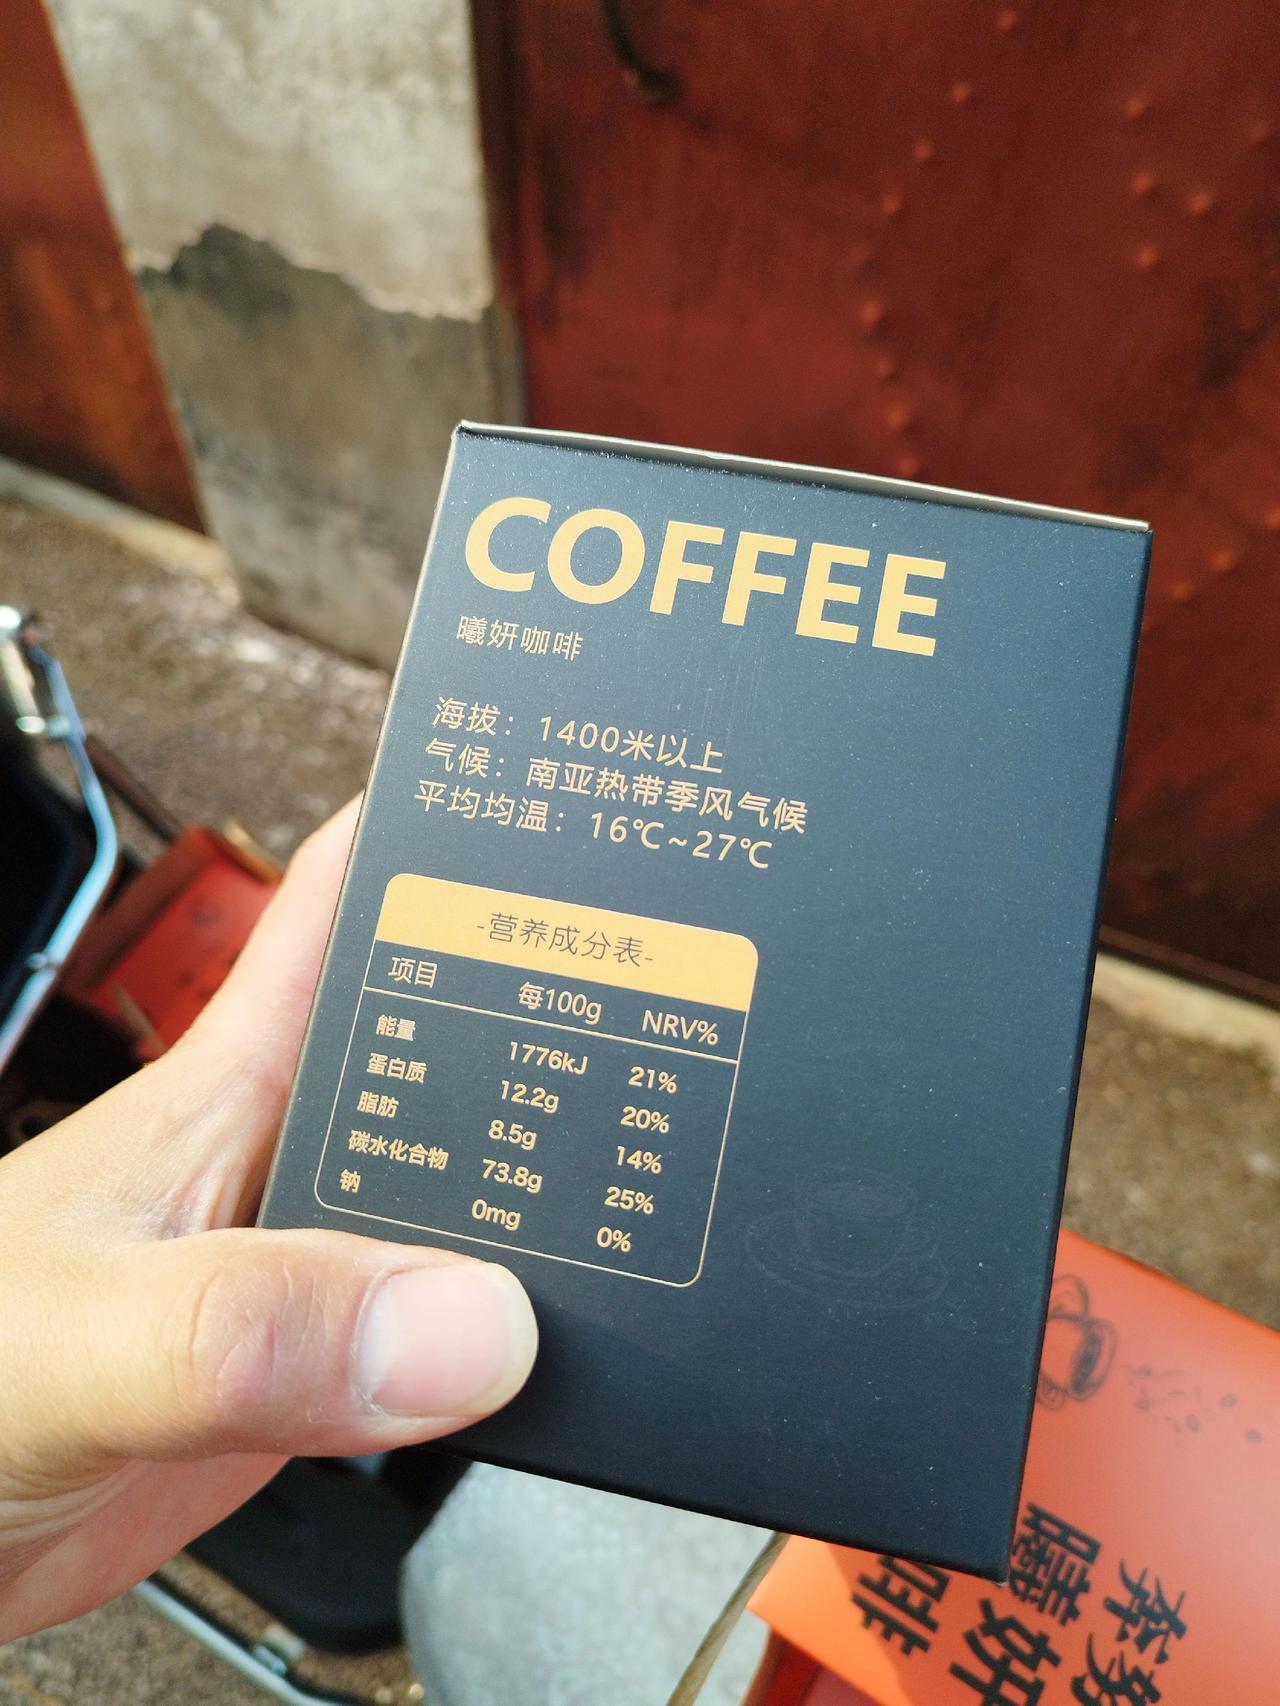 COFFEE
曦妍咖啡
海拔：1400米以上
气候：南亚热带季风气候
平均均温：16℃~27℃
-营养成分表-
项目 每100g NRV%
能量 1776kJ 21%
蛋白质 12.2g 20%
脂肪 8.5g 14%
碳水化合物 73.8g 25%
钠 0mg 0%
曦妍
啡